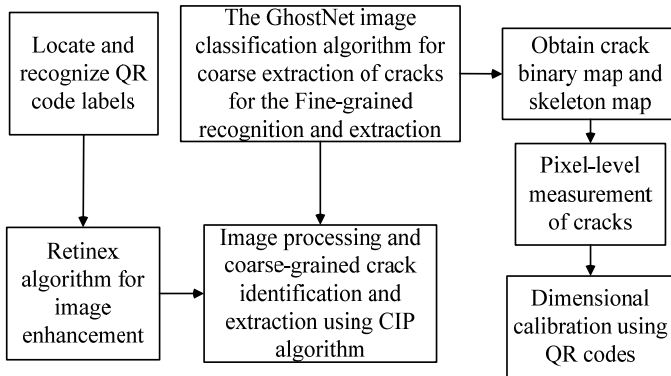 Locate and
recognize QR
code labels
The GhostNet image
classification algorithm for
coarse extraction of cracks
for the Fine-grained
recognition and extraction
Obtain crack
binary map and
skeleton map
Pixel-level
measurement
of cracks
Retinex
algorithm for
image
enhancement
Image processing and
coarse-grained crack
identification and
extraction using CIP
algorithm
Dimensional
calibration using
QR codes